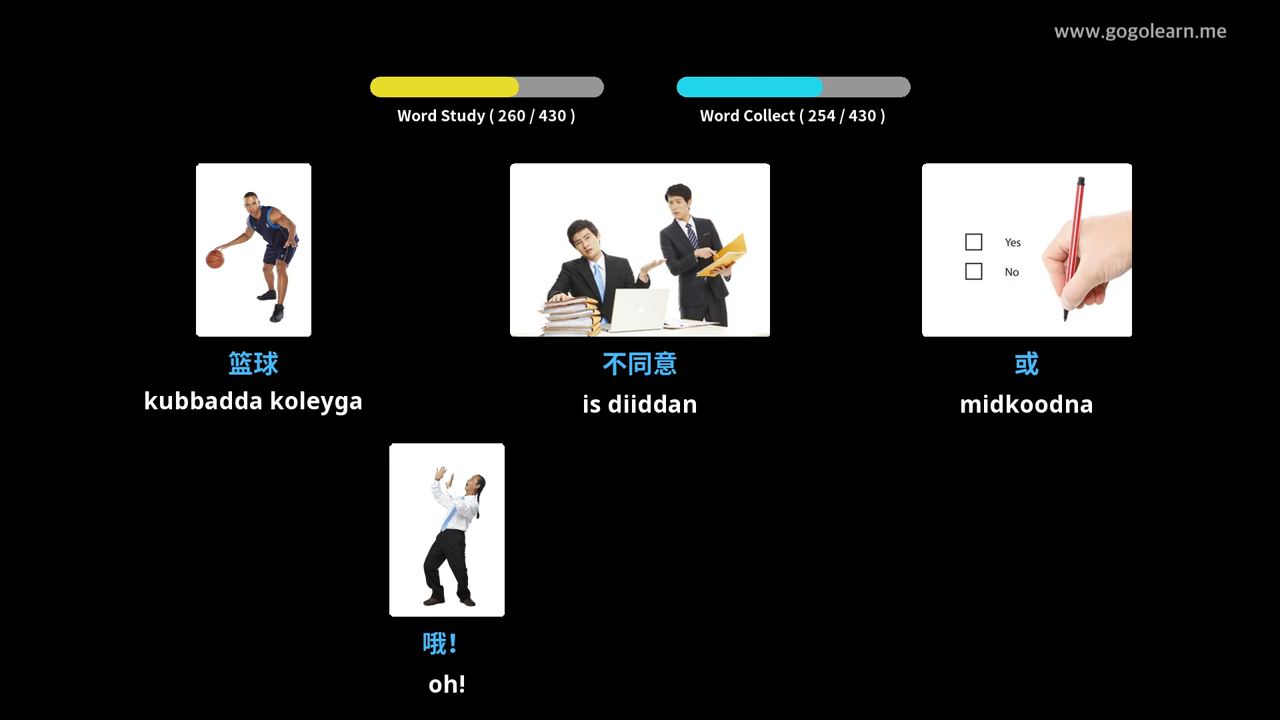 www.gogolearn.me
Word Study ( 260 / 430 )
Word Collect ( 254 / 430 )
Yes
No
篮球
不同意
或
kubbadda koleyga
is diiddan
midkoodna
哦!
oh!